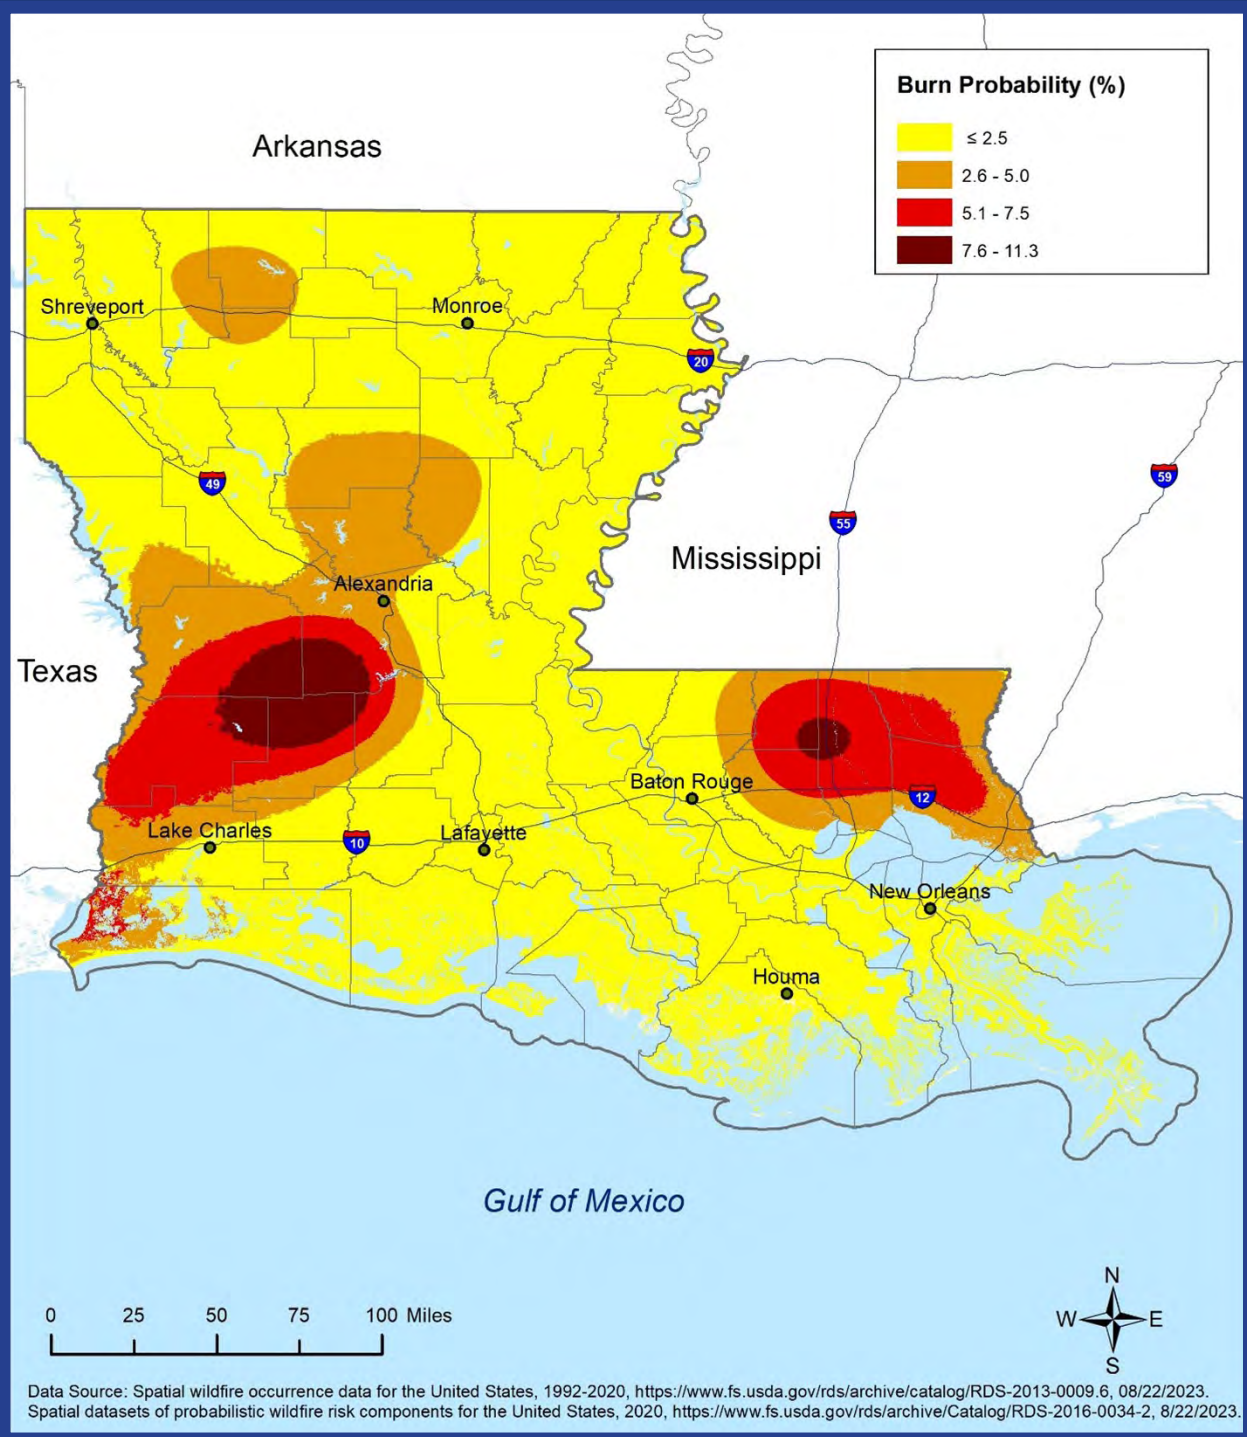 Burn Probability (%)
≤ 2.5
2.6 - 5.0
5.1 - 7.5
7.6 - 11.3
Arkansas
Shreveport
Monroe
20
49
59
55
Mississippi
Alexandria
Texas
Baton Rouge
12
Lake Charles
10
Lafayette
New Orleans
Houma
Gulf of Mexico
0 25 50 75 100 Miles
N
W E
S
Data Source: Spatial wildfire occurrence data for the United States, 1992-2020, https://www.fs.usda.gov/rds/archive/catalog/RDS-2013-0009.6, 08/22/2023.
Spatial datasets of probabilistic wildfire risk components for the United States, 2020, https://www.fs.usda.gov/rds/archive/Catalog/RDS-2016-0034-2, 8/22/2023.